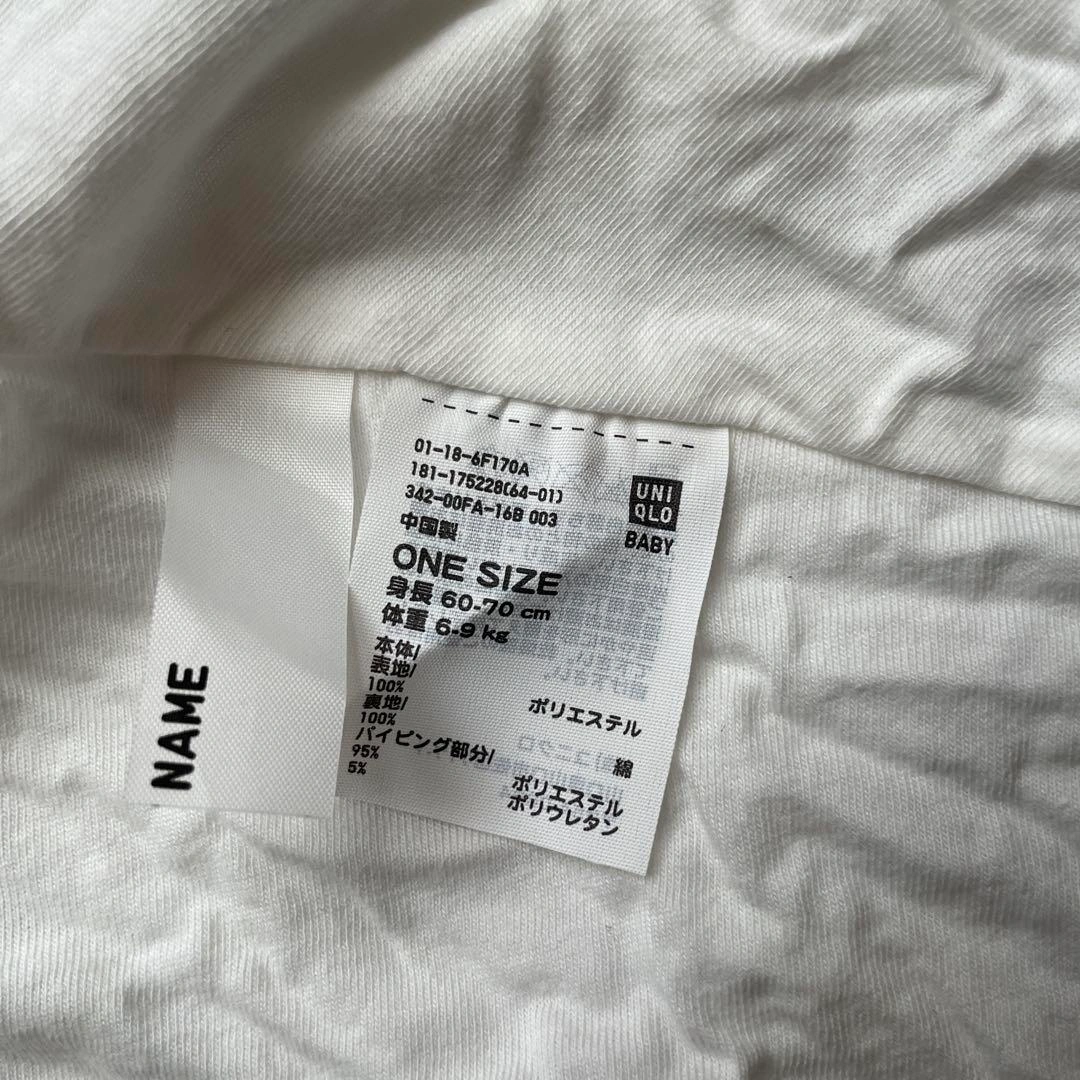 01-18-6F170A
181-175228(64-01)
342-00FA-16B 003
中国製
UNI
QLO
BABY
ONE SIZE
身長 60-70 cm
体重 6-9 kg
本体/
表地/
100% ポリエステル
裏地/
100% 綿
パイピング部分/
95% ポリエステル
5% ポリウレタン
NAME